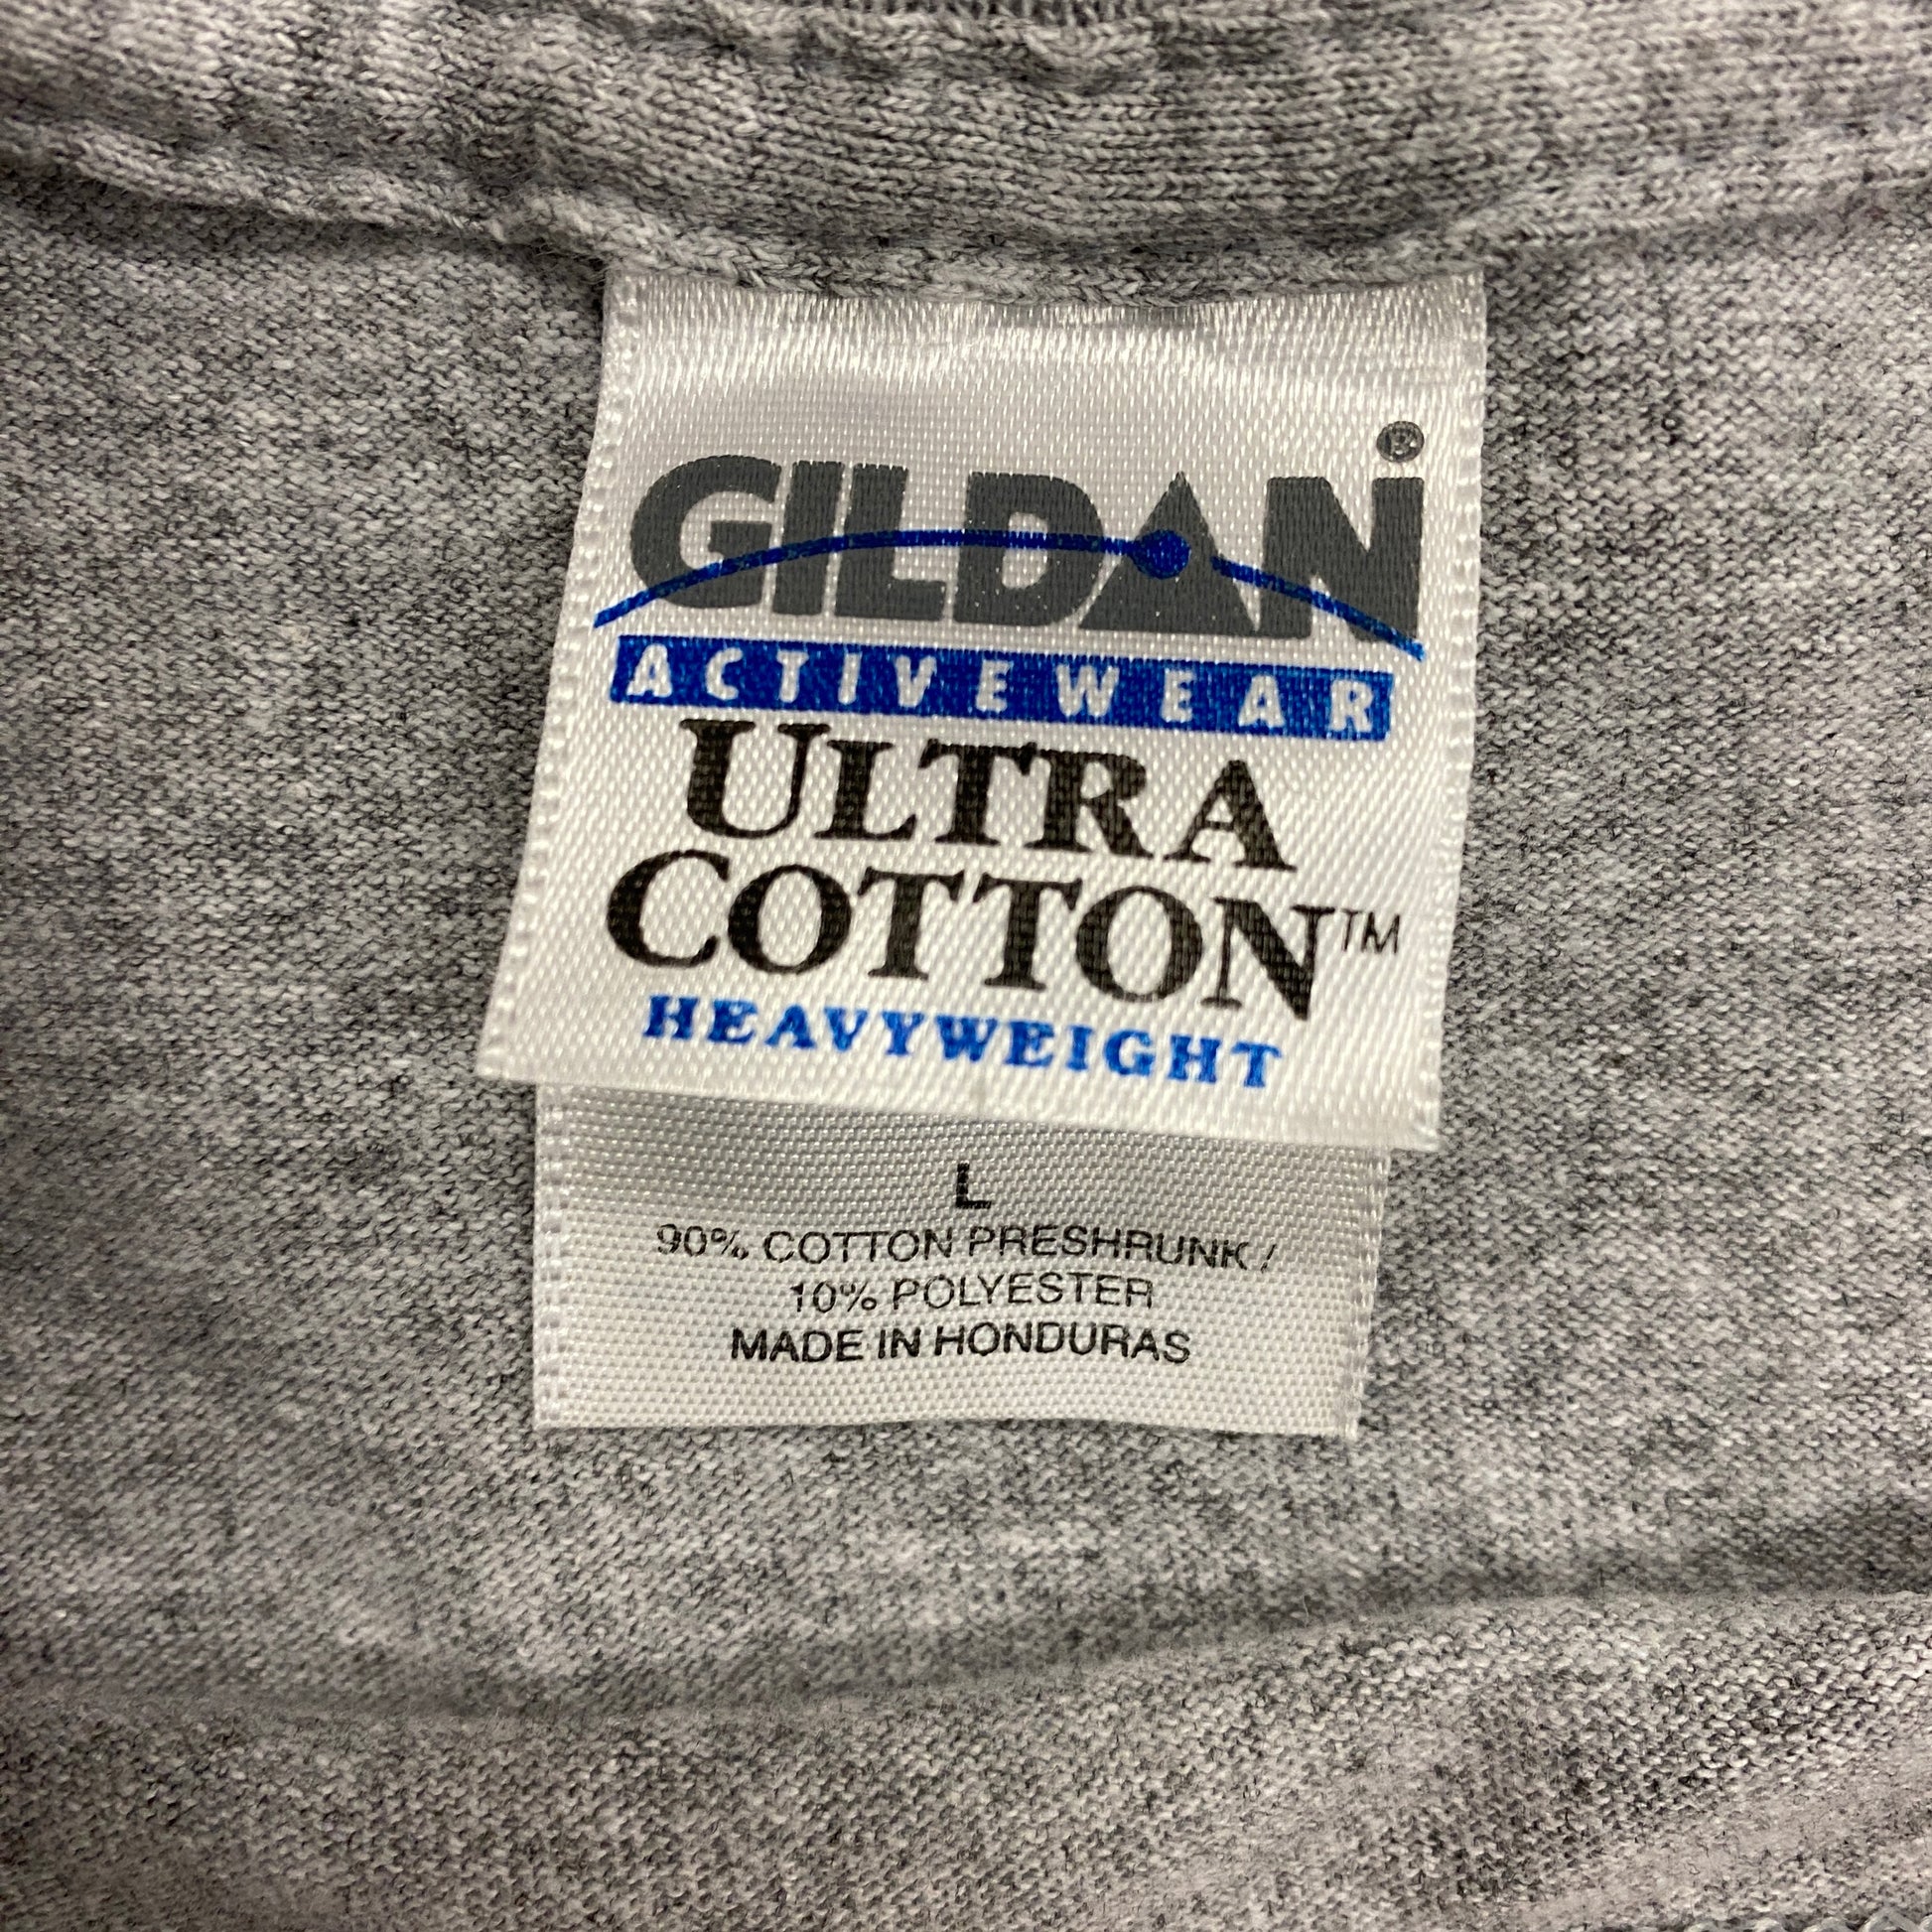 GILDAN®
ACTIVEWEAR
ULTRA
COTTON™
HEAVYWEIGHT
L
90% COTTON PRESHRUNK /
10% POLYESTER
MADE IN HONDURAS